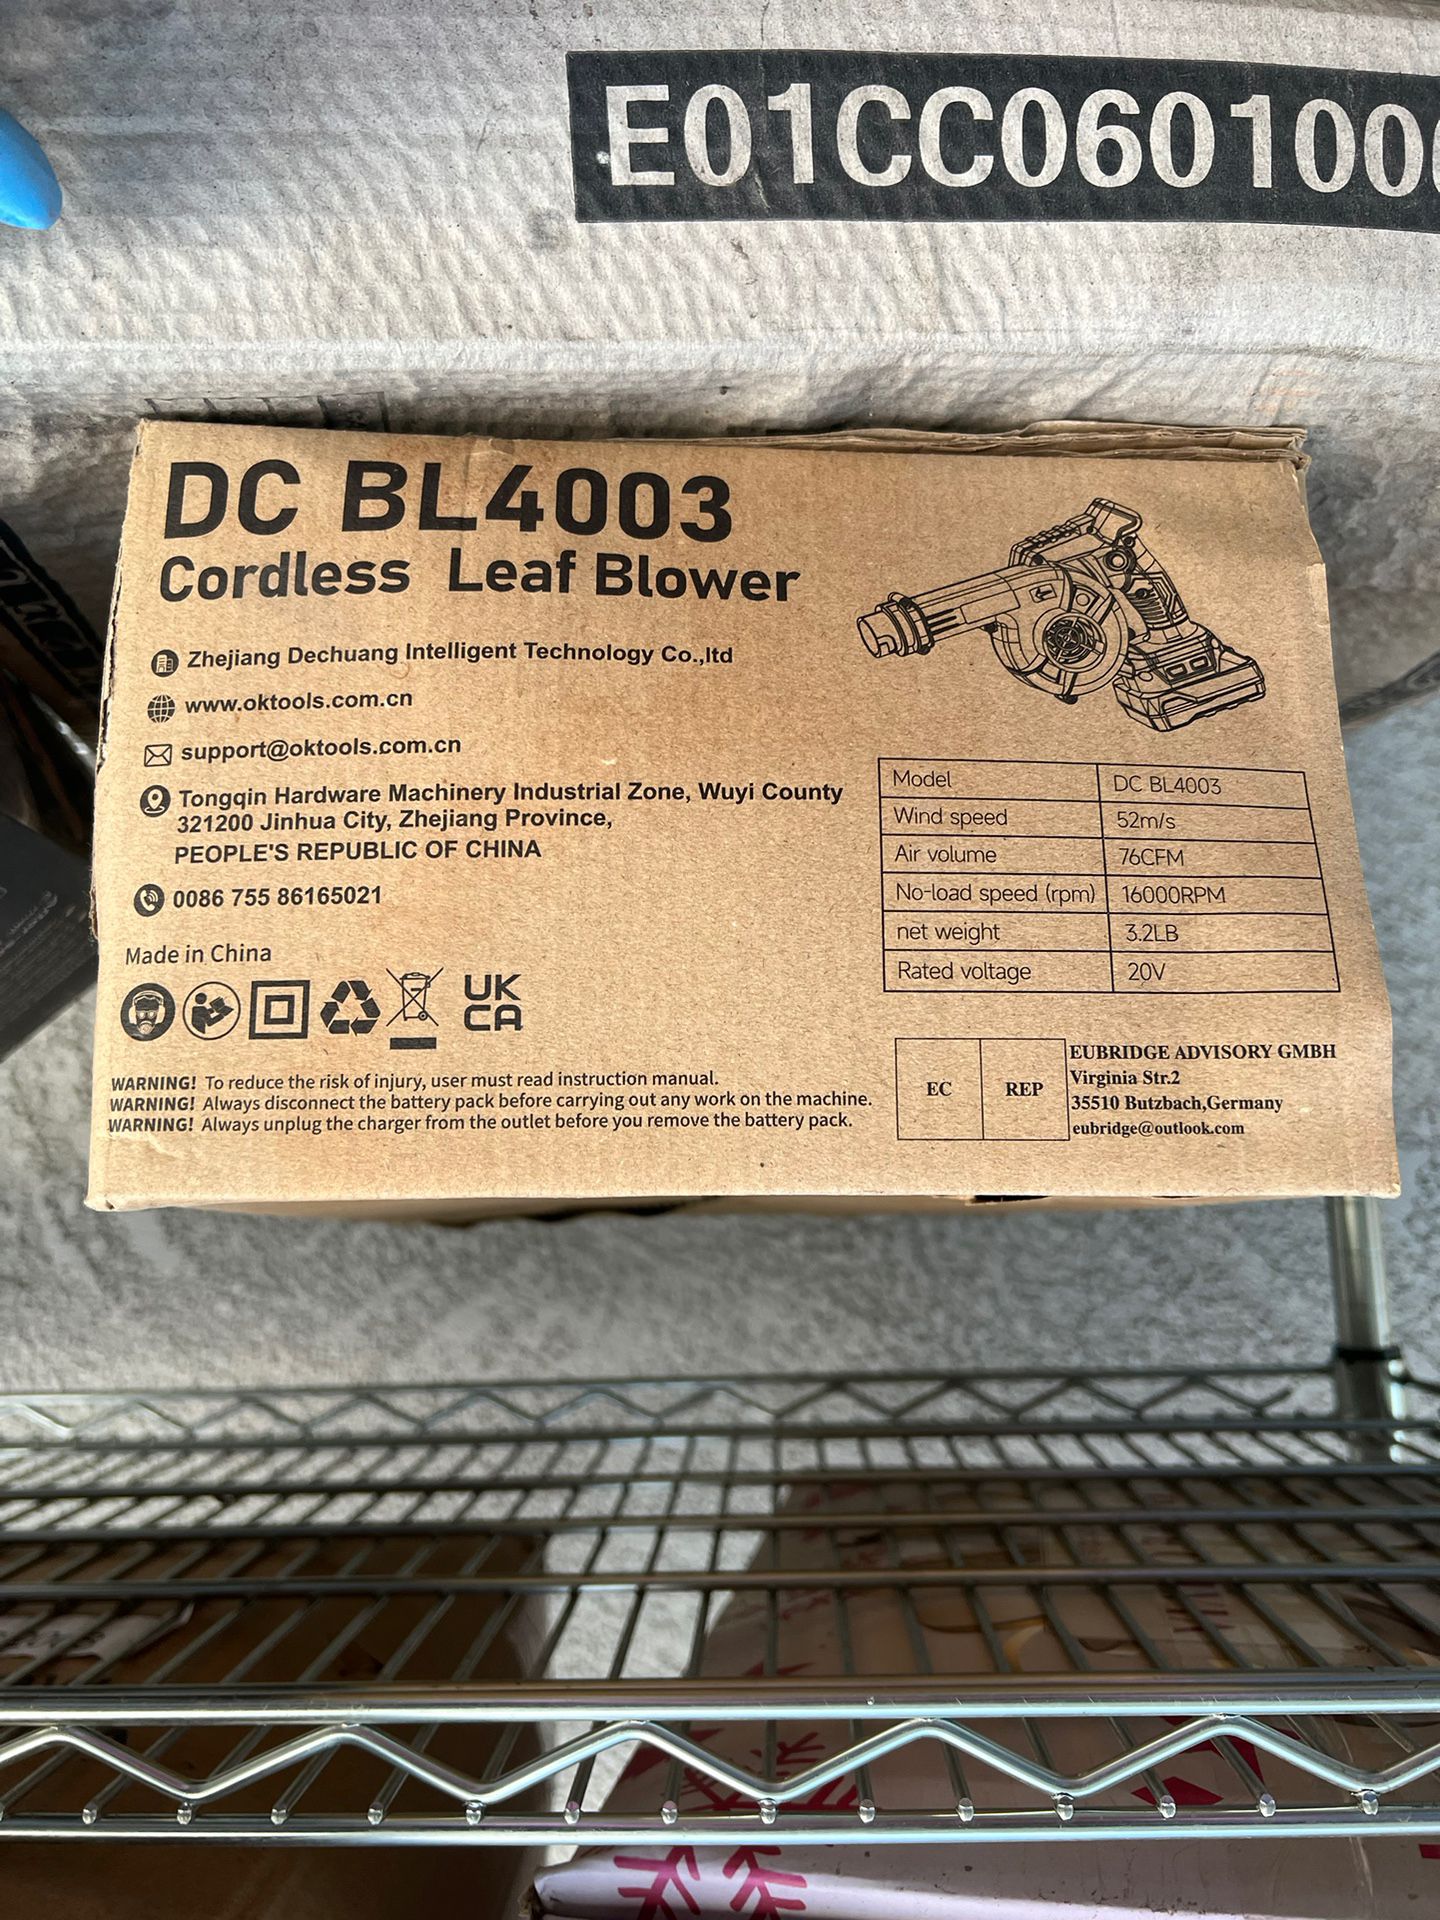 E01CC0601000
DC BL4003
Cordless Leaf Blower
Zhejiang Dechuang Intelligent Technology Co.,ltd
www.oktools.com.cn
support@oktools.com.cn
Tongqin Hardware Machinery Industrial Zone, Wuyi County
321200 Jinhua City, Zhejiang Province,
PEOPLE'S REPUBLIC OF CHINA
0086 755 86165021
Made in China
UK
CA
WARNING! To reduce the risk of injury, user must read instruction manual.
WARNING! Always disconnect the battery pack before carrying out any work on the machine.
WARNING! Always unplug the charger from the outlet before you remove the battery pack.
Model DC BL4003
Wind speed 52m/s
Air volume 76CFM
No-load speed (rpm) 16000RPM
net weight 3.2LB
Rated voltage 20V
EC REP
EUBRIDGE ADVISORY GMBH
Virginia Str.2
35510 Butzbach,Germany
eubridge@outlook.com